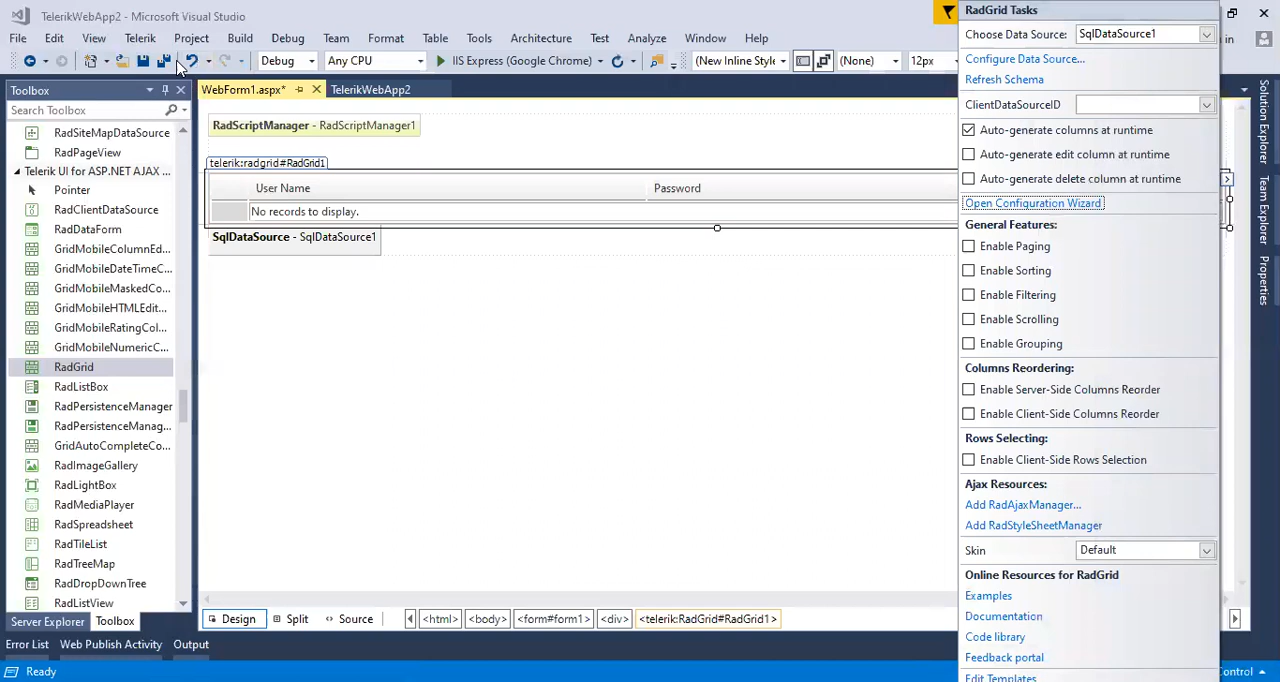 TelerikWebApp2 - Microsoft Visual Studio
File Edit View Telerik Project Build Debug Team Format Table Tools Architecture Test Analyze Window Help
Debug Any CPU IIS Express (Google Chrome) (New Inline Style (None) 12px
Toolbox
Search Toolbox
RadSiteMapDataSource
RadPageView
Telerik UI for ASP.NET AJAX ...
Pointer
RadClientDataSource
RadDataForm
GridMobileColumnEd...
GridMobileDateTimeC...
GridMobileMaskedCo...
GridMobileHTMLEdit...
GridMobileRatingCol...
GridMobileNumericC...
RadGrid
RadListBox
RadPersistenceManager
RadPersistenceManag...
GridAutoCompleteCo...
RadImageGallery
RadLightBox
RadMediaPlayer
RadSpreadsheet
RadTileList
RadTreeMap
RadDropDownTree
RadListView
Server Explorer Toolbox
WebForm1.aspx* TelerikWebApp2
RadScriptManager - RadScriptManager1
telerik:radgrid#RadGrid1
User Name Password
No records to display.
SqlDataSource - SqlDataSource1
Design Split Source <html> <body> <form#form1> <div> <telerik:RadGrid#RadGrid1>
RadGrid Tasks
Choose Data Source: SqlDataSource1
Configure Data Source...
Refresh Schema
ClientDataSourceID
Auto-generate columns at runtime
Auto-generate edit column at runtime
Auto-generate delete column at runtime
Open Configuration Wizard
General Features:
Enable Paging
Enable Sorting
Enable Filtering
Enable Scrolling
Enable Grouping
Columns Reordering:
Enable Server-Side Columns Reorder
Enable Client-Side Columns Reorder
Rows Selecting:
Enable Client-Side Rows Selection
Ajax Resources:
Add RadAjaxManager...
Add RadStyleSheetManager
Skin Default
Online Resources for RadGrid
Examples
Documentation
Code library
Feedback portal
Edit Templates
Solution Explorer
Team Explorer
Properties
Error List Web Publish Activity Output
Ready
Control